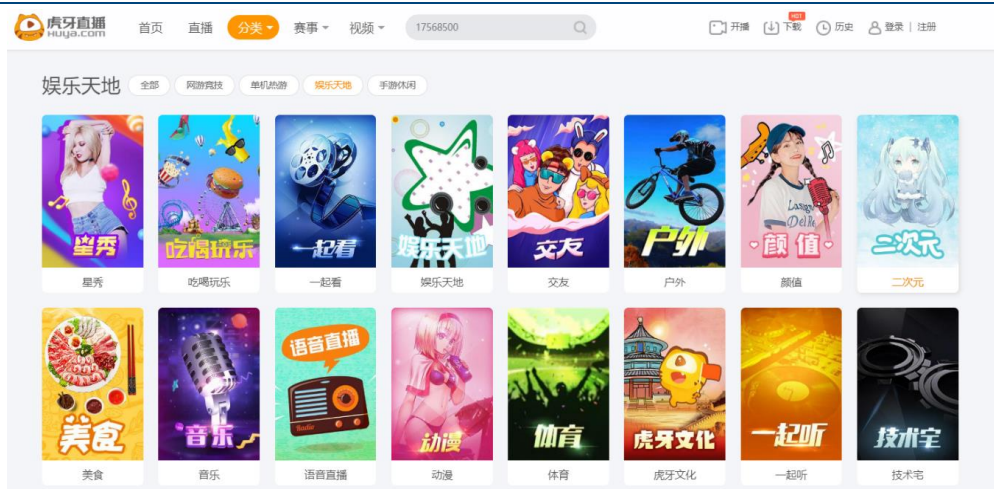 虎牙直播
HUYA.com
首页 直播 分类 赛事 视频 17568500 开播 下载 HOT 历史 登录 | 注册
娱乐天地 全部 网游竞技 单机热游 娱乐天地 手游休闲
星秀 吃喝玩乐 一起看 娱乐天地 交友 户外 颜值 二次元
星秀 吃喝玩乐 一起看 娱乐天地 交友 户外 颜值 二次元
语音直播
Radio
美食 音乐 动漫 体育 虎牙文化 一起听 技术宅
美食 音乐 语音直播 动漫 体育 虎牙文化 一起听 技术宅